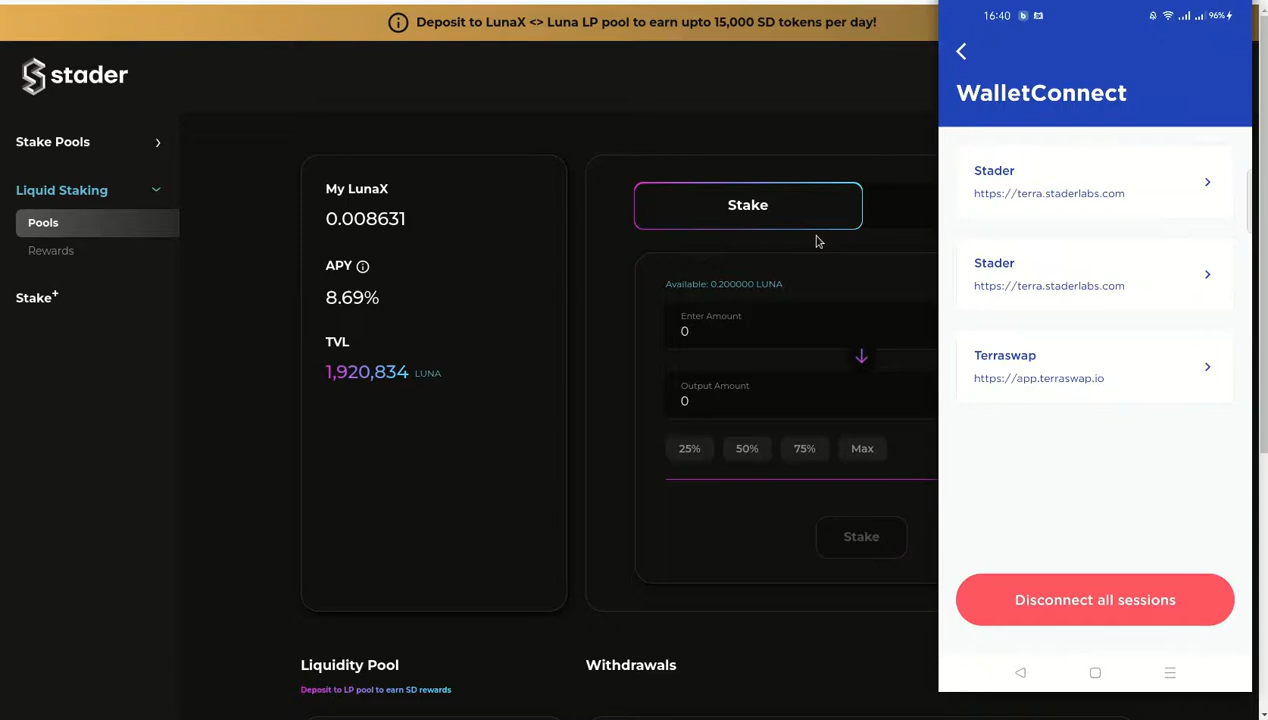 Deposit to LunaX <> Luna LP pool to earn upto 15,000 SD tokens per day!
stader
Stake Pools
Liquid Staking
Pools
Rewards
Stake+
My LunaX
0.008631
APY
8.69%
TVL
1,920,834 LUNA
Stake
Available: 0.200000 LUNA
Enter Amount
0
Output Amount
0
25% 50% 75% Max
Stake
Liquidity Pool
Deposit to LP pool to earn SD rewards
Withdrawals
16:40
96%
WalletConnect
Stader
https://terra.staderlabs.com
Stader
https://terra.staderlabs.com
Terraswap
https://app.terraswap.io
Disconnect all sessions